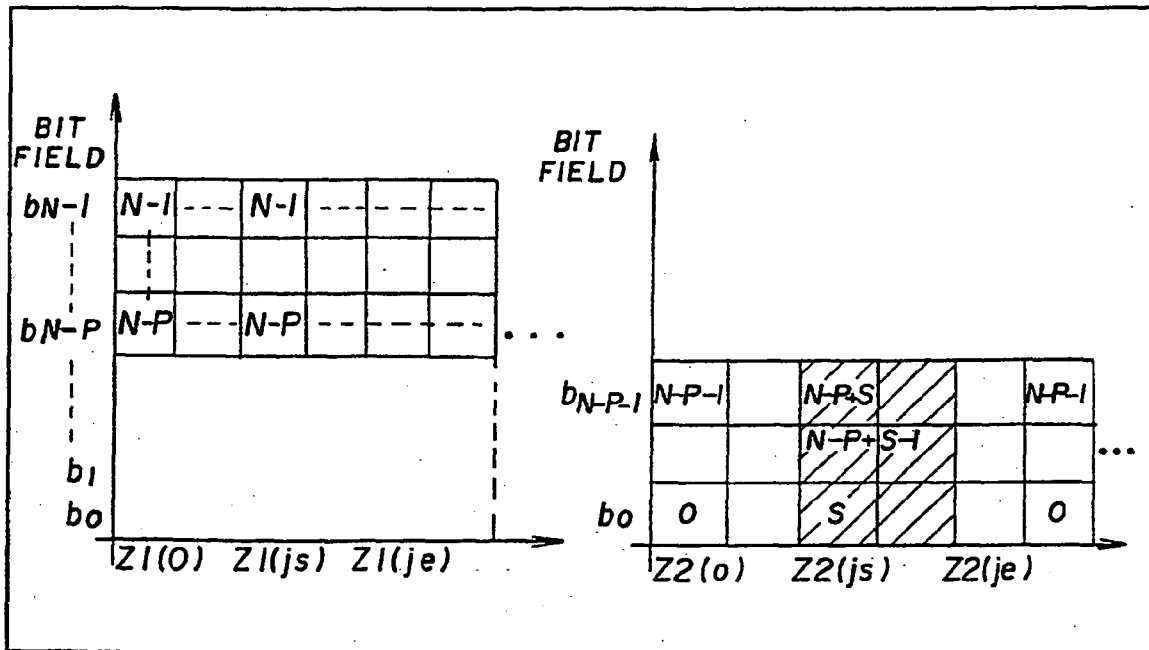 BIT
FIELD
bN-1 N-1 N-1
bN-P N-P N-P ...
b1
b0
Z1(0) Z1(js) Z1(je)
BIT
FIELD
bN-P-1 N-P-1 N-P+S N-P-1
N-P+S-1 ...
b0 0 S 0
Z2(0) Z2(js) Z2(je)